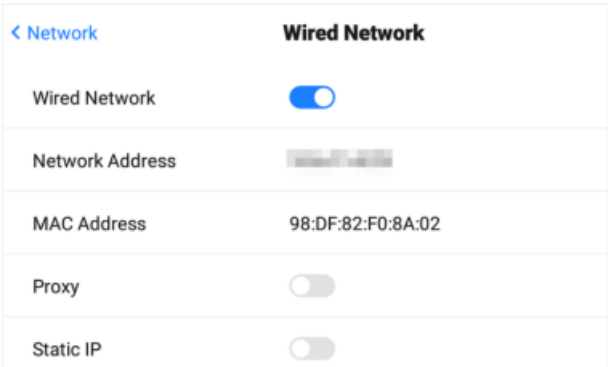 Network
Wired Network
Wired Network
Network Address
MAC Address
98:DF:82:F0:8A:02
Proxy
Static IP